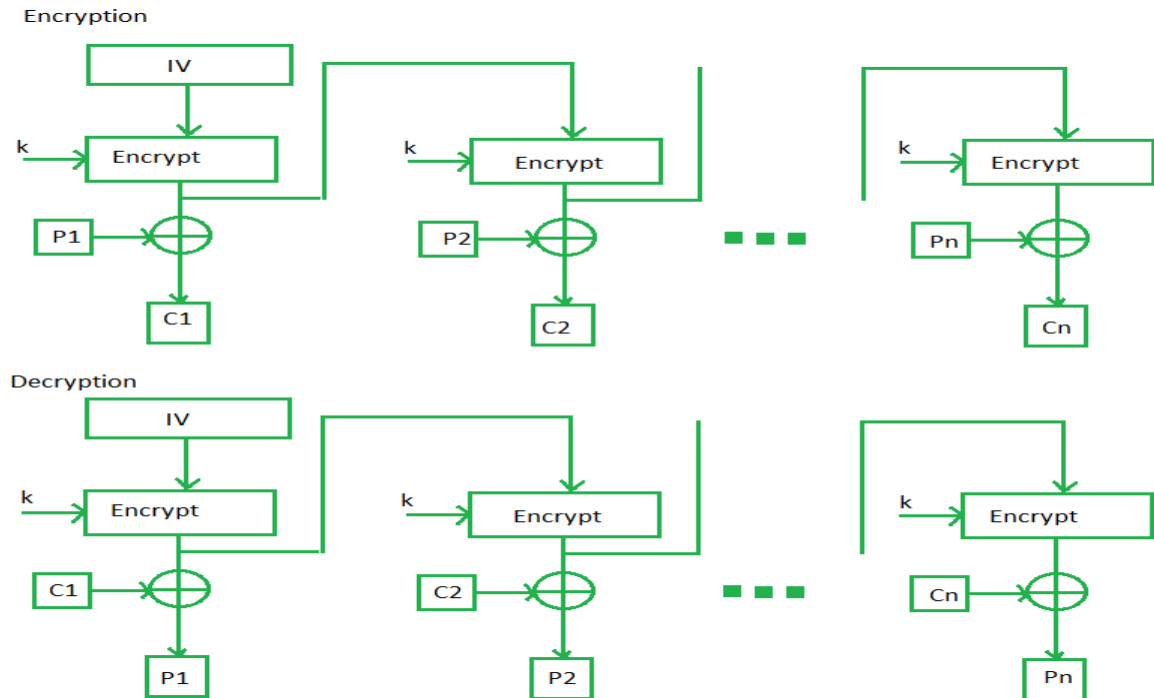 Encryption
IV
k Encrypt k Encrypt k Encrypt
P1 P2 Pn
C1 C2 Cn
Decryption
IV
k Encrypt k Encrypt k Encrypt
C1 C2 Cn
P1 P2 Pn